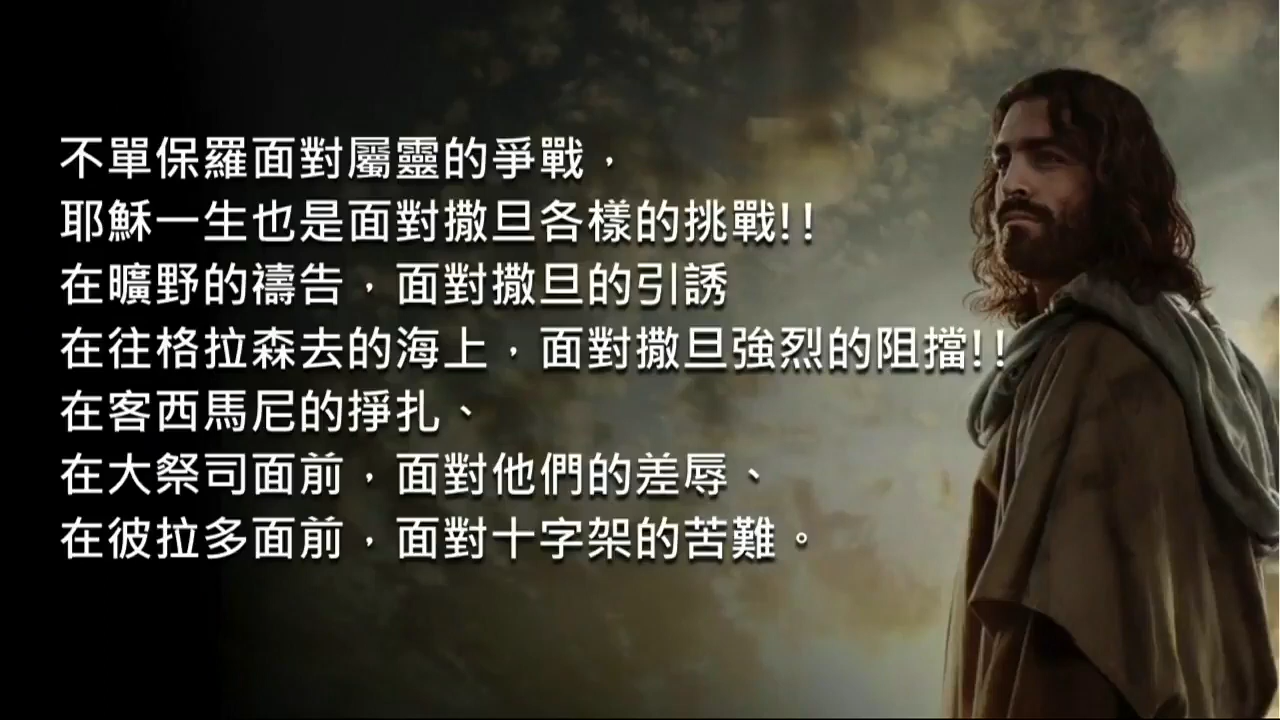 不單保羅面對屬靈的爭戰，
耶穌一生也是面對撒旦各樣的挑戰!!
在曠野的禱告，面對撒旦的引誘
在往格拉森去的海上，面對撒旦強烈的阻擋!!
在客西馬尼的掙扎、
在大祭司面前，面對他們的差辱、
在彼拉多面前，面對十字架的苦難。